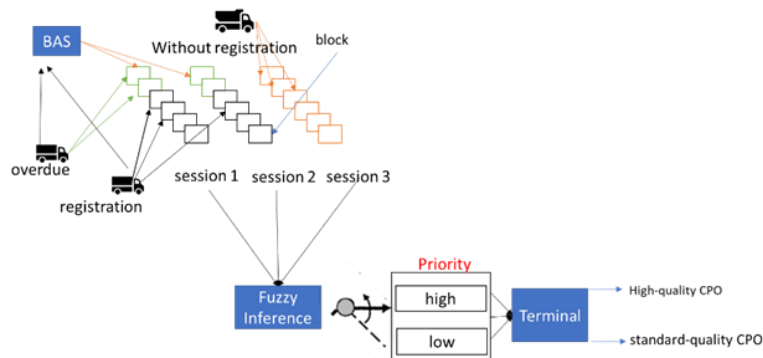 BAS
Without registration
block
overdue
registration
session 1
session 2
session 3
Fuzzy
Inference
Priority
high
low
Terminal
High-quality CPO
standard-quality CPO